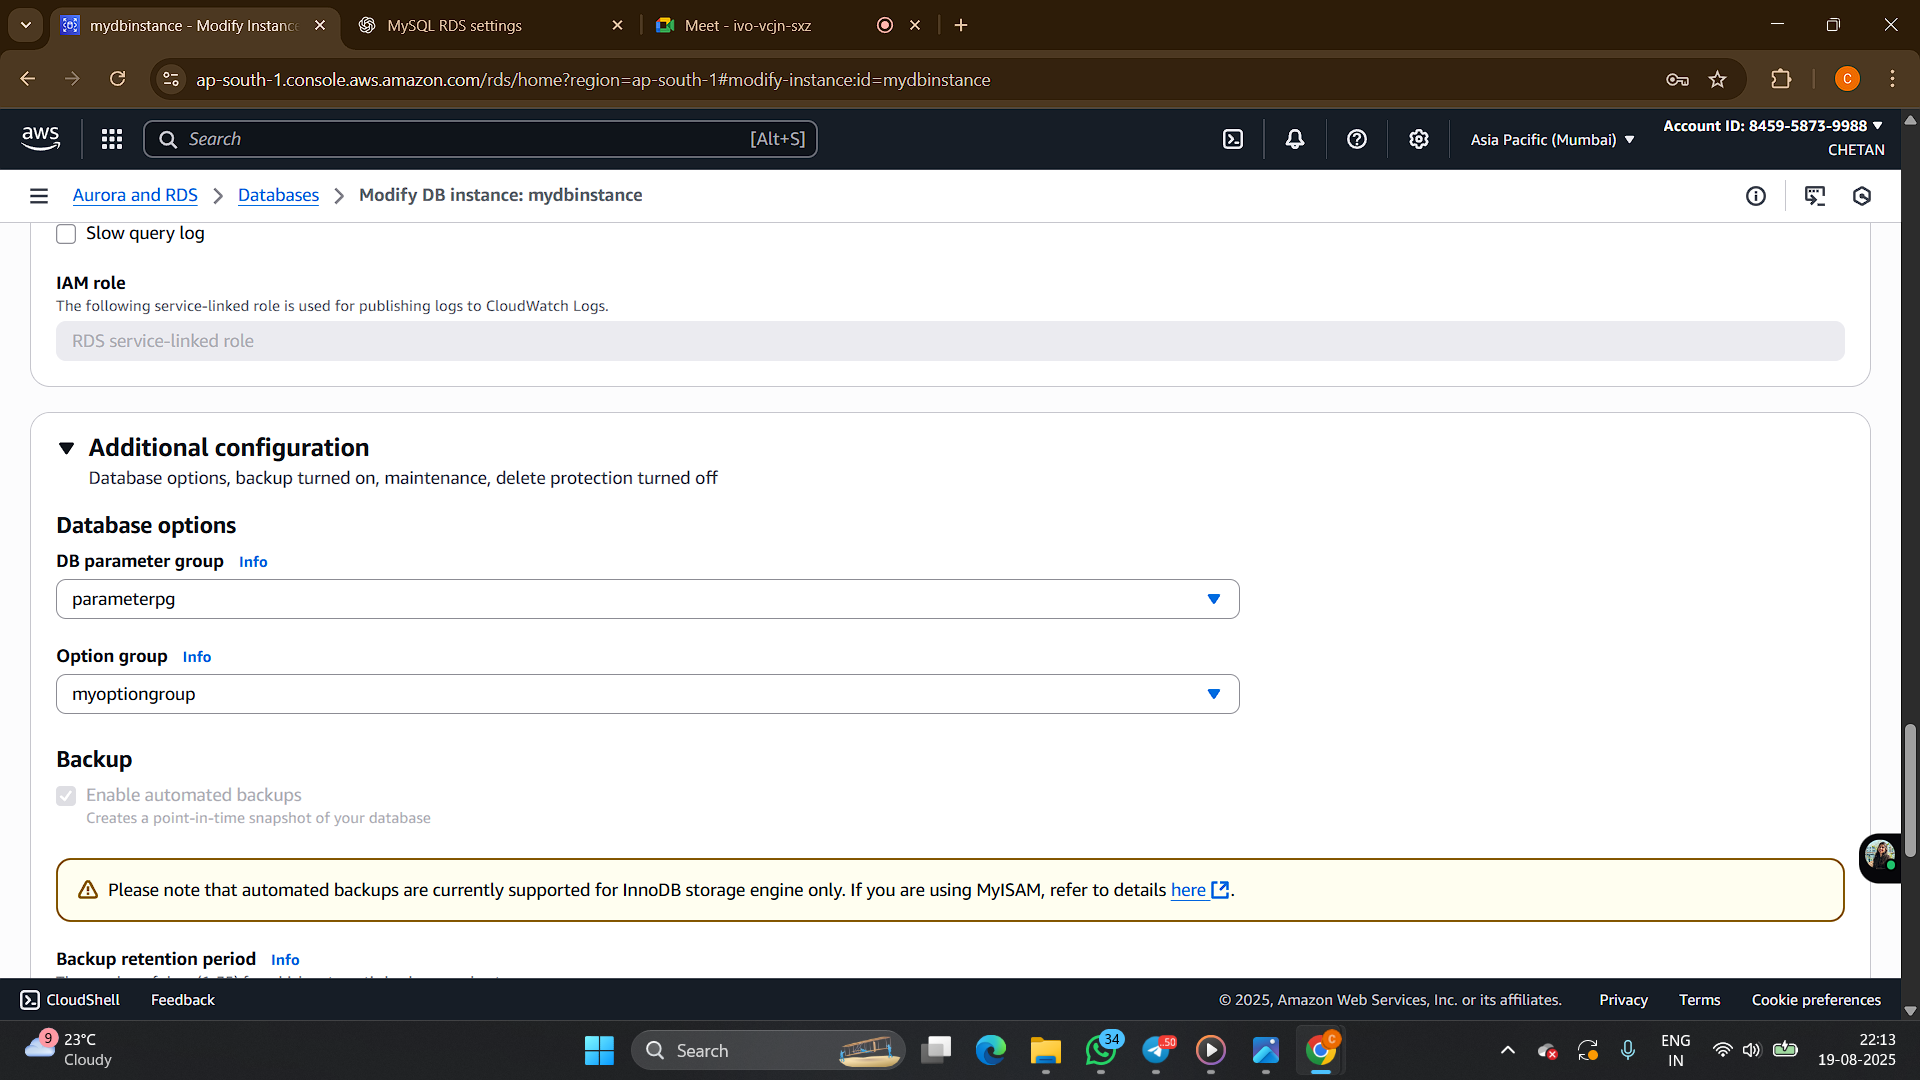 mydbinstance - Modify Instance
MySQL RDS settings
Meet - ivo-vcjn-sxz
ap-south-1.console.aws.amazon.com/rds/home?region=ap-south-1#modify-instance:id=mydbinstance
C
aws
Search
[Alt+S]
Asia Pacific (Mumbai)
Account ID: 8459-5873-9988
CHETAN
Aurora and RDS > Databases > Modify DB instance: mydbinstance
Slow query log
IAM role
The following service-linked role is used for publishing logs to CloudWatch Logs.
RDS service-linked role
Additional configuration
Database options, backup turned on, maintenance, delete protection turned off
Database options
DB parameter group Info
parameterpg
Option group Info
myoptiongroup
Backup
Enable automated backups
Creates a point-in-time snapshot of your database
Please note that automated backups are currently supported for InnoDB storage engine only. If you are using MyISAM, refer to details here.
Backup retention period Info
CloudShell Feedback
© 2025, Amazon Web Services, Inc. or its affiliates. Privacy Terms Cookie preferences
9
23°C
Cloudy
Search
34
50
C
ENG
IN
22:13
19-08-2025